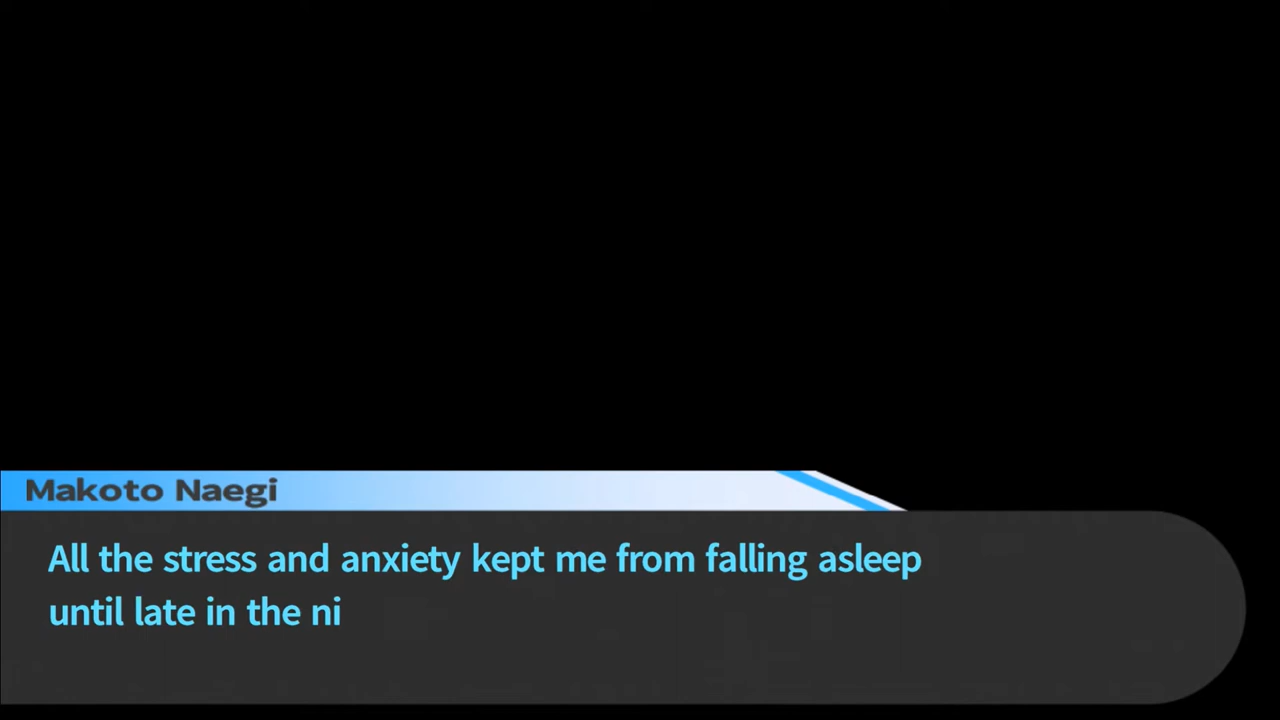 Makoto Naegi
All the stress and anxiety kept me from falling asleep
until late in the ni